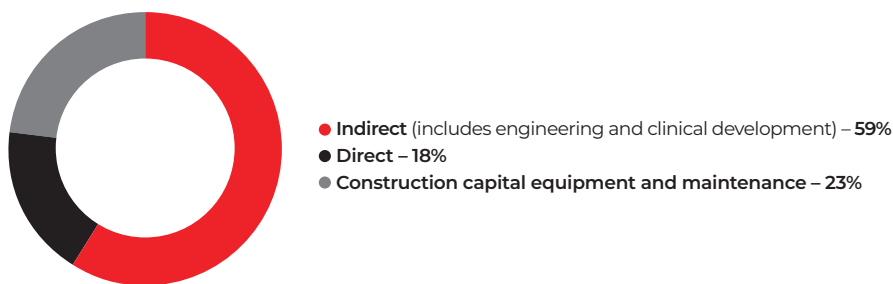 Indirect (includes engineering and clinical development) – 59%
Direct – 18%
Construction capital equipment and maintenance – 23%